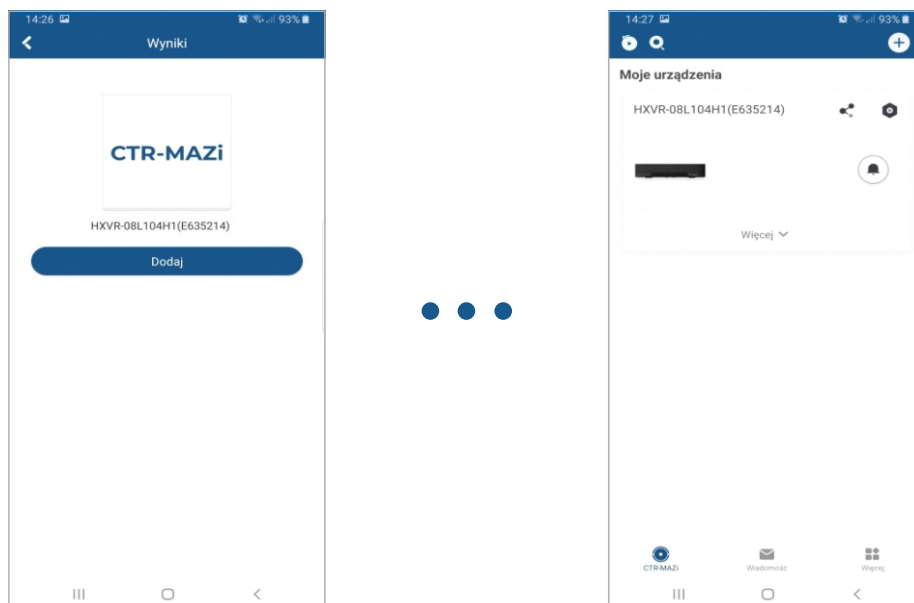 14:26 93%
Wyniki
CTR-MAZi
HXVR-08L104H1(E635214)
Dodaj
14:27 93%
Moje urządzenia
HXVR-08L104H1(E635214)
Więcej
CTR-MAZi Wiadomość Więcej